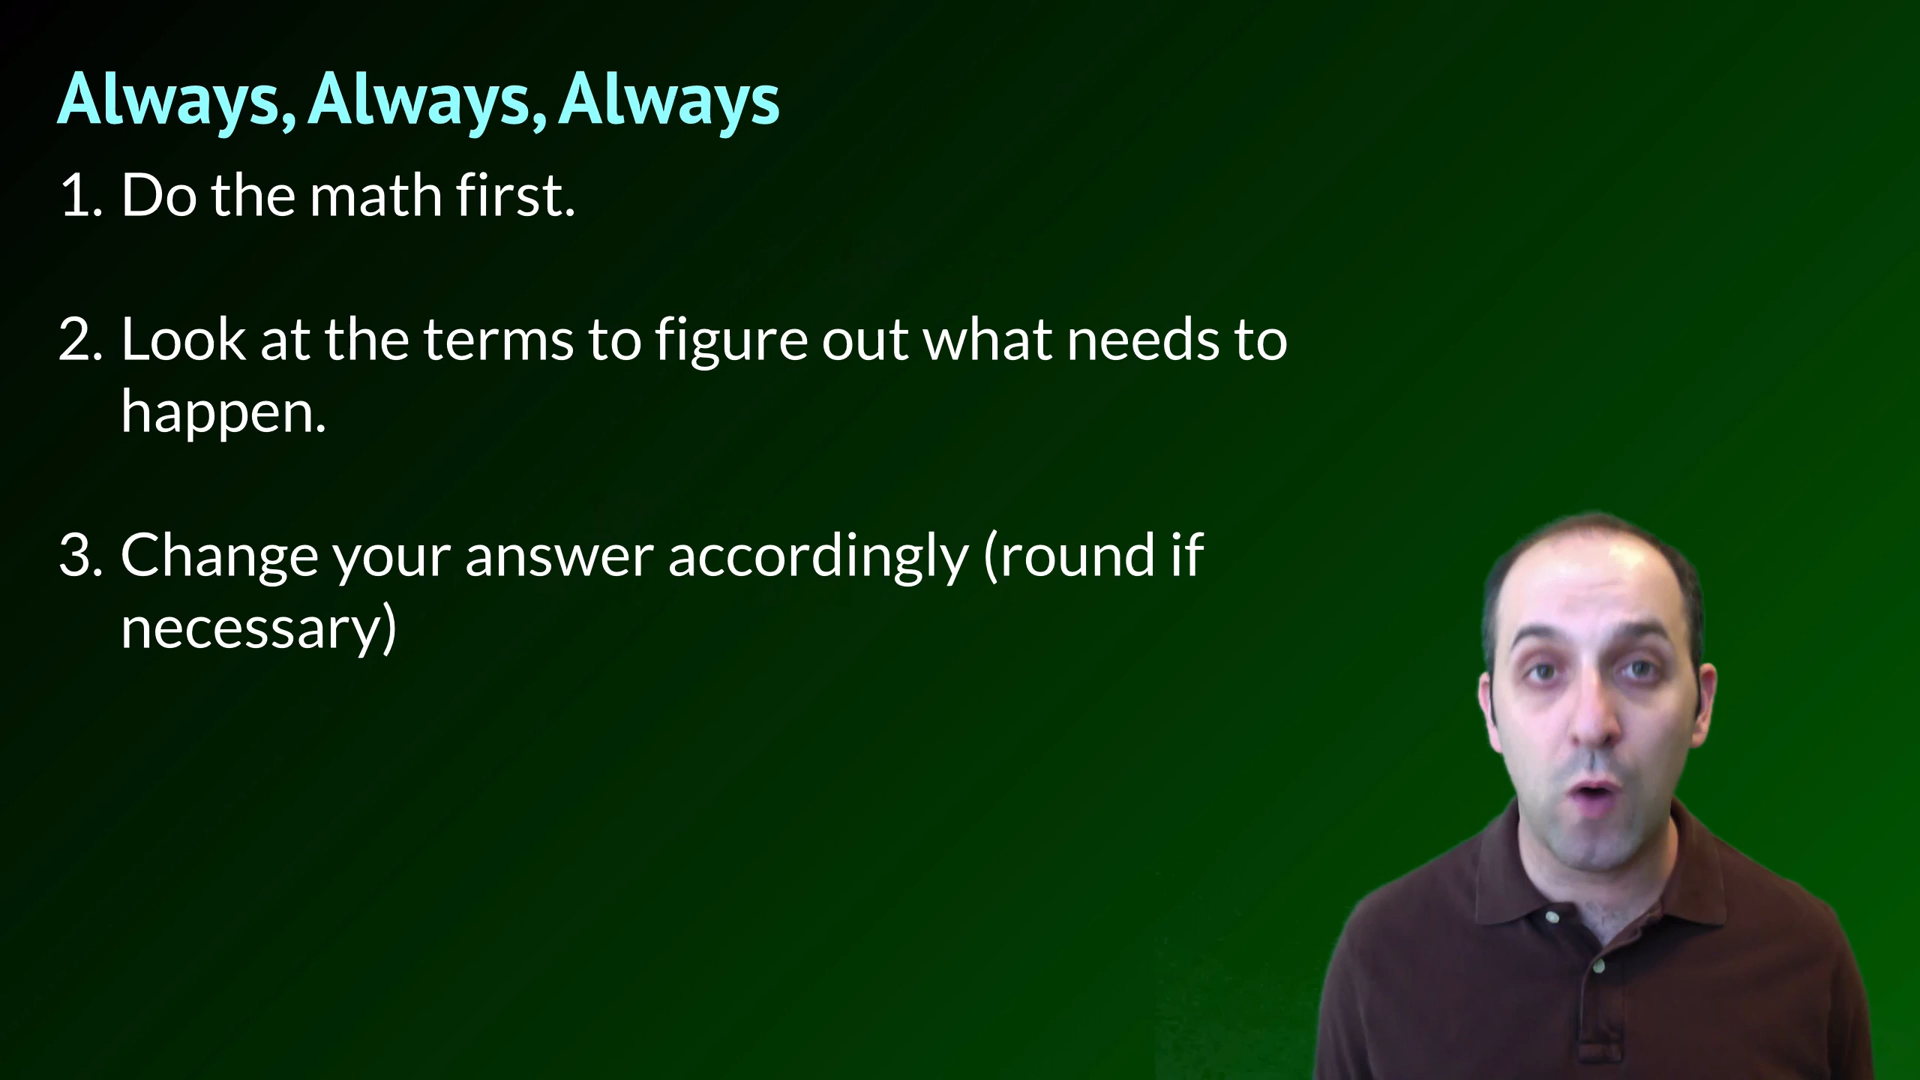 Always, Always, Always
1. Do the math first.
2. Look at the terms to figure out what needs to
happen.
3. Change your answer accordingly (round if
necessary)